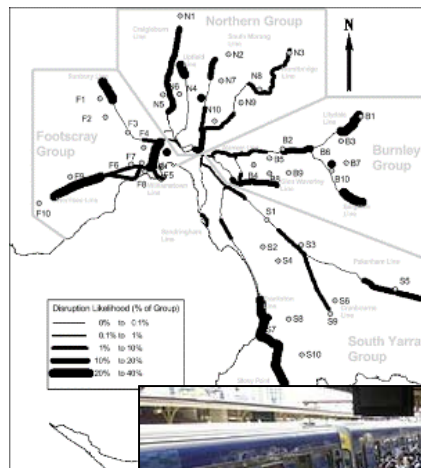 N1
Northern Group
Craigieburn
Line
South Morang
Line
N2
N3
Hurstbridge
Line
Upfield
Line
N7
N8
N6
N4
N5
N9
N10
Sunbury Line
F1
F2
F3
F4
Footscray
Group
F7
F6
F5
F8
F9
F10
Williamstown
Line
Werribee Line
Lilydale
Line
B1
B2
B3
Burnley
Group
B5
B6
B7
B4
B8
B9
B10
Glen Waverley
Line
Belgrave
Line
Sandringham
Line
S1
S2
S3
S4
Pakenham Line
S5
Frankston
Line
S6
Cranbourne
Line
S7
S8
S9
S10
South Yarra
Group
Stony Point
Disruption Likelihood (% of Group)
0% to 0.1%
0.1% to 1%
1% to 10%
10% to 20%
20% to 40%
N